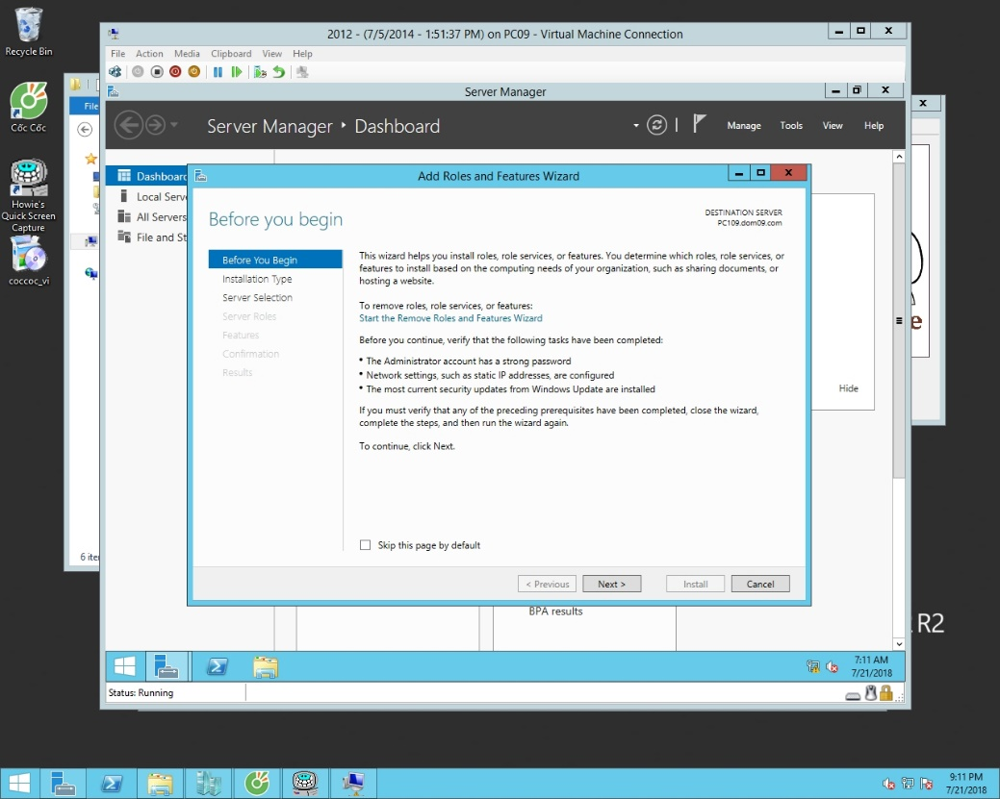 Recycle Bin
Cốc Cốc
Howie's
Quick Screen
Capture
coccoc_vi
2012 - (7/5/2014 - 1:51:37 PM) on PC09 - Virtual Machine Connection
File Action Media Clipboard View Help
Server Manager
File
Server Manager ‣ Dashboard
Manage Tools View Help
Dashboard
Local Serve
All Servers
File and St
Add Roles and Features Wizard
Before you begin
DESTINATION SERVER
PC109.dom09.com
Before You Begin
Installation Type
Server Selection
Server Roles
Features
Confirmation
Results
This wizard helps you install roles, role services, or features. You determine which roles, role services, or
features to install based on the computing needs of your organization, such as sharing documents, or
hosting a website.
To remove roles, role services, or features:
Start the Remove Roles and Features Wizard
Before you continue, verify that the following tasks have been completed:
• The Administrator account has a strong password
• Network settings, such as static IP addresses, are configured
• The most current security updates from Windows Update are installed
If you must verify that any of the preceding prerequisites have been completed, close the wizard,
complete the steps, and then run the wizard again.
To continue, click Next.
Skip this page by default
< Previous Next > Install Cancel
Hide
e
6 iter
BPA results
R2
7:11 AM
7/21/2018
Status: Running
9:11 PM
7/21/2018